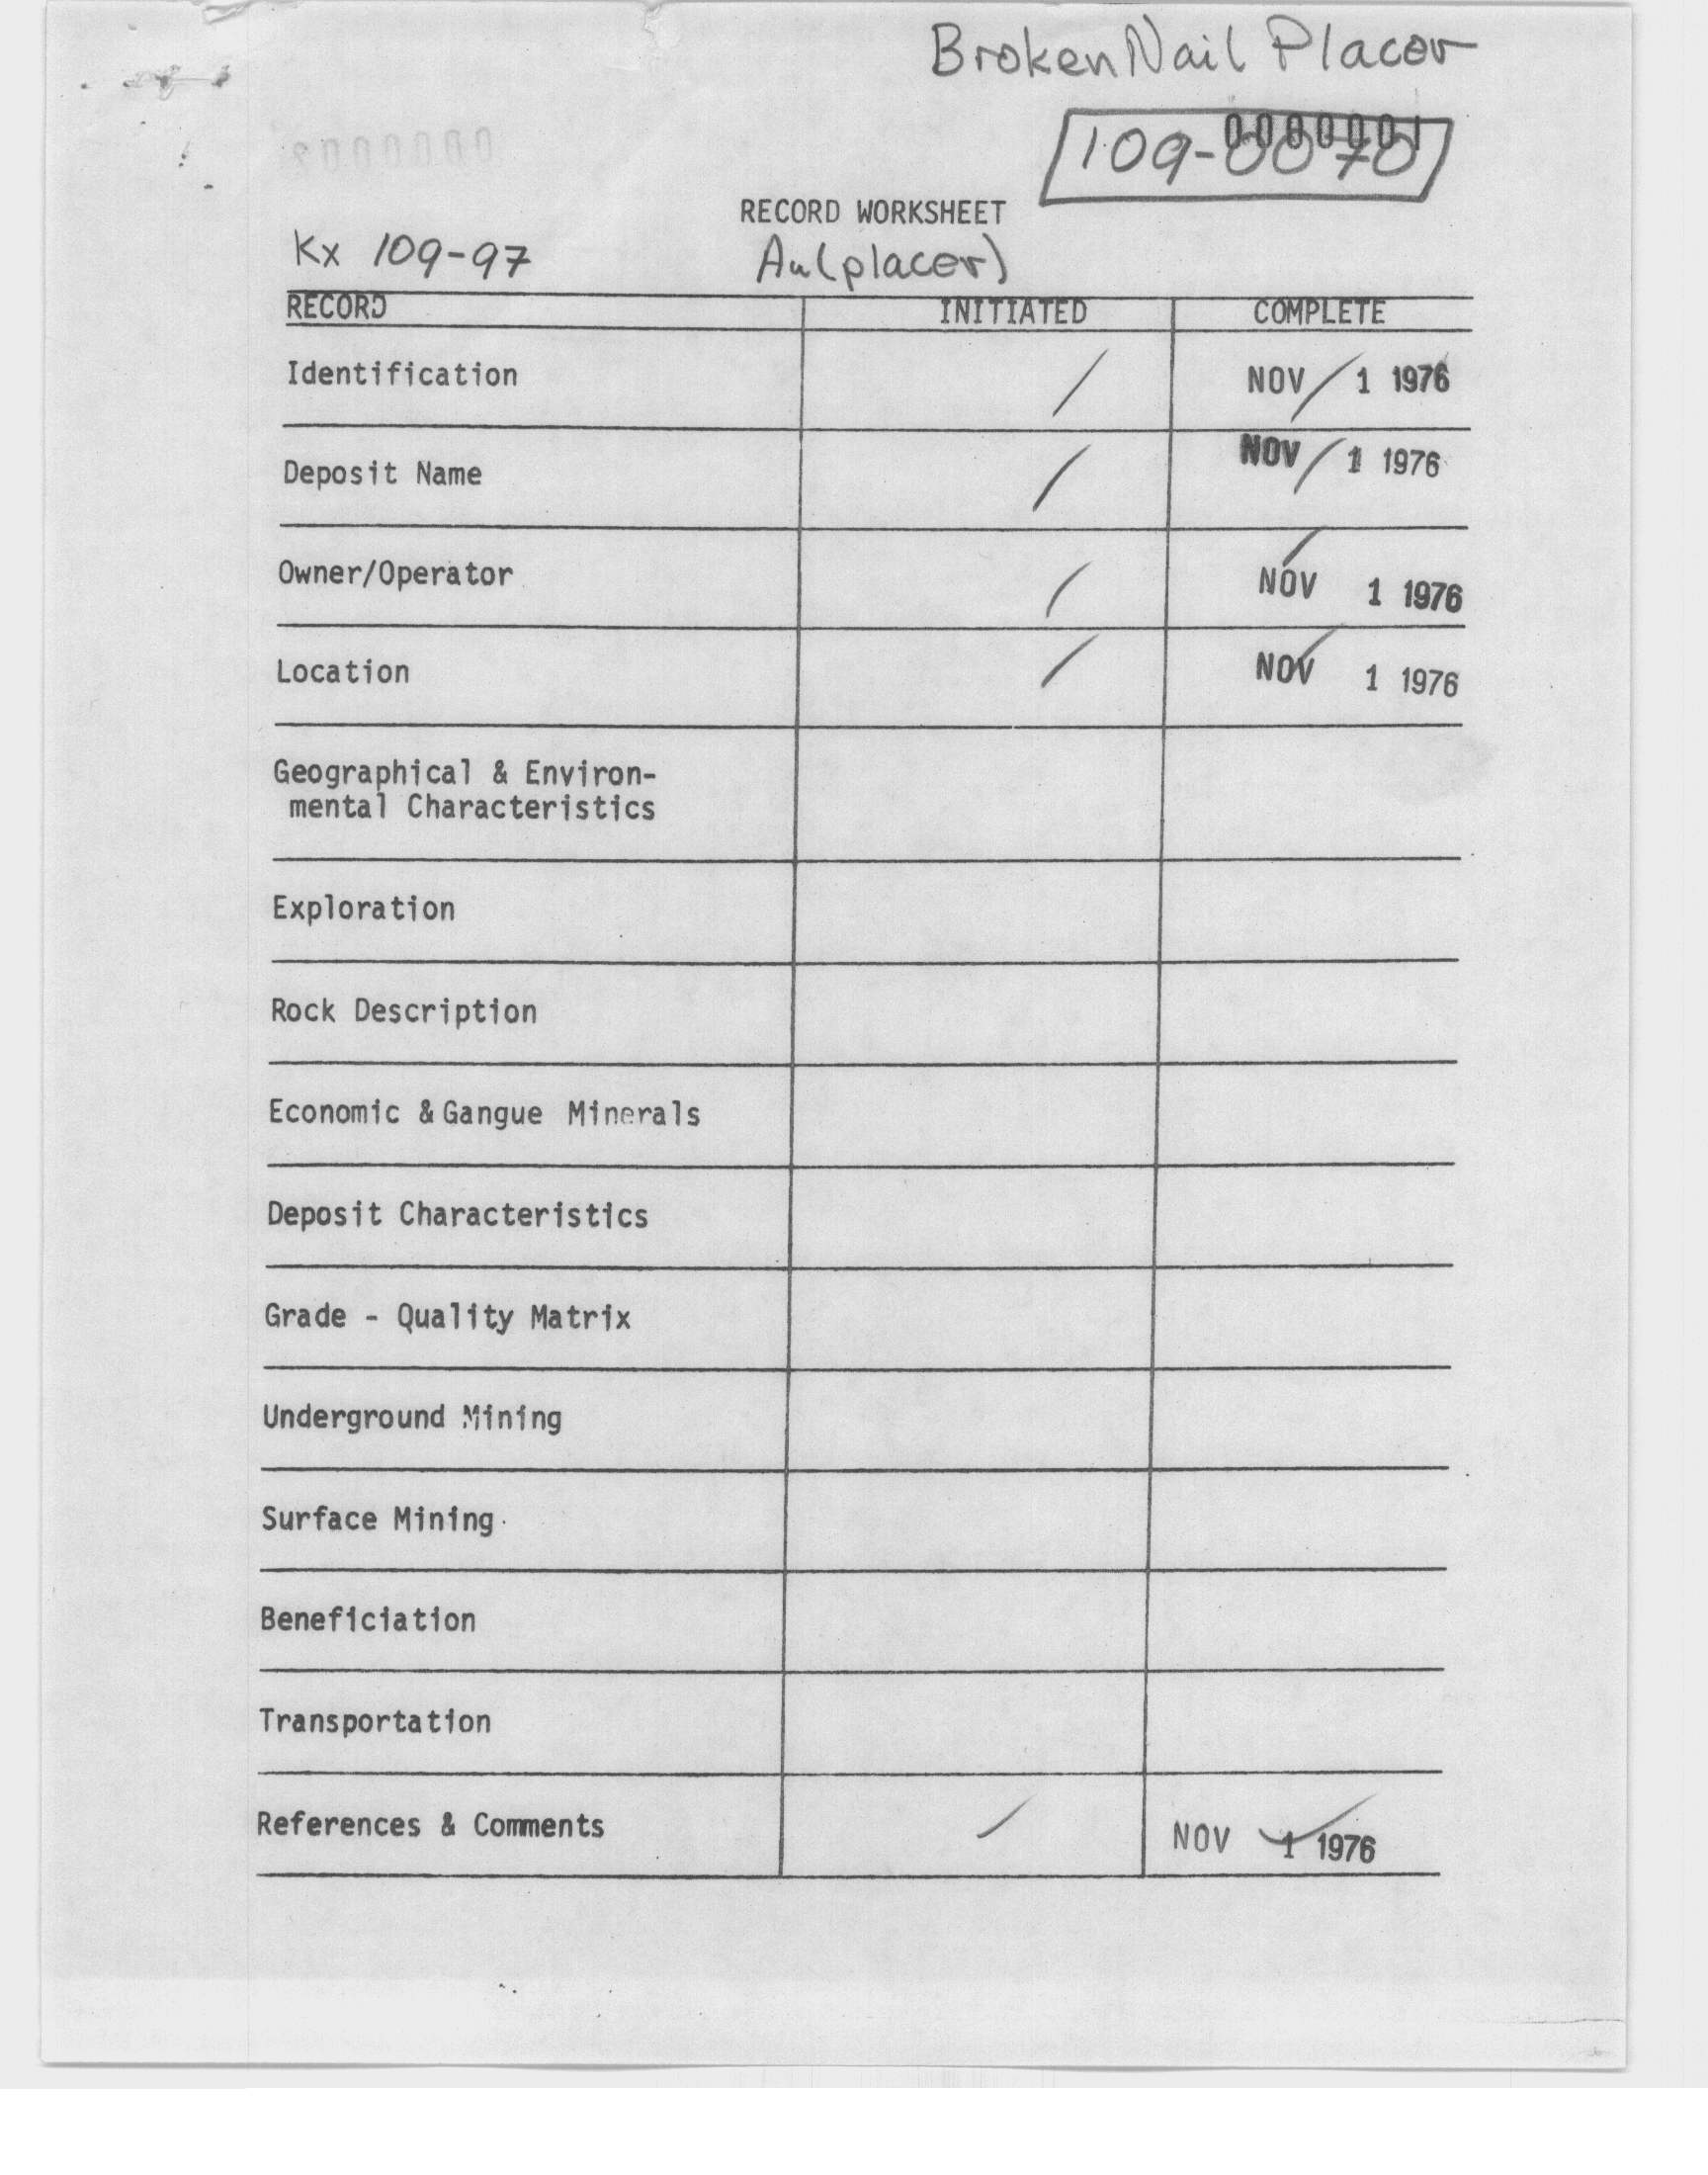 Broken Nail Placer
0000001
109-0070
RECORD WORKSHEET
Kx 109-97 Au(placer)
RECORD INITIATED COMPLETE
Identification / NOV / 1 1976
Deposit Name / NOV / 1 1976
Owner/Operator / NOV 1 1976
Location / NOV 1 1976
Geographical & Environ-
mental Characteristics
Exploration
Rock Description
Economic & Gangue Minerals
Deposit Characteristics
Grade - Quality Matrix
Underground Mining
Surface Mining
Beneficiation
Transportation
References & Comments / NOV 1 1976